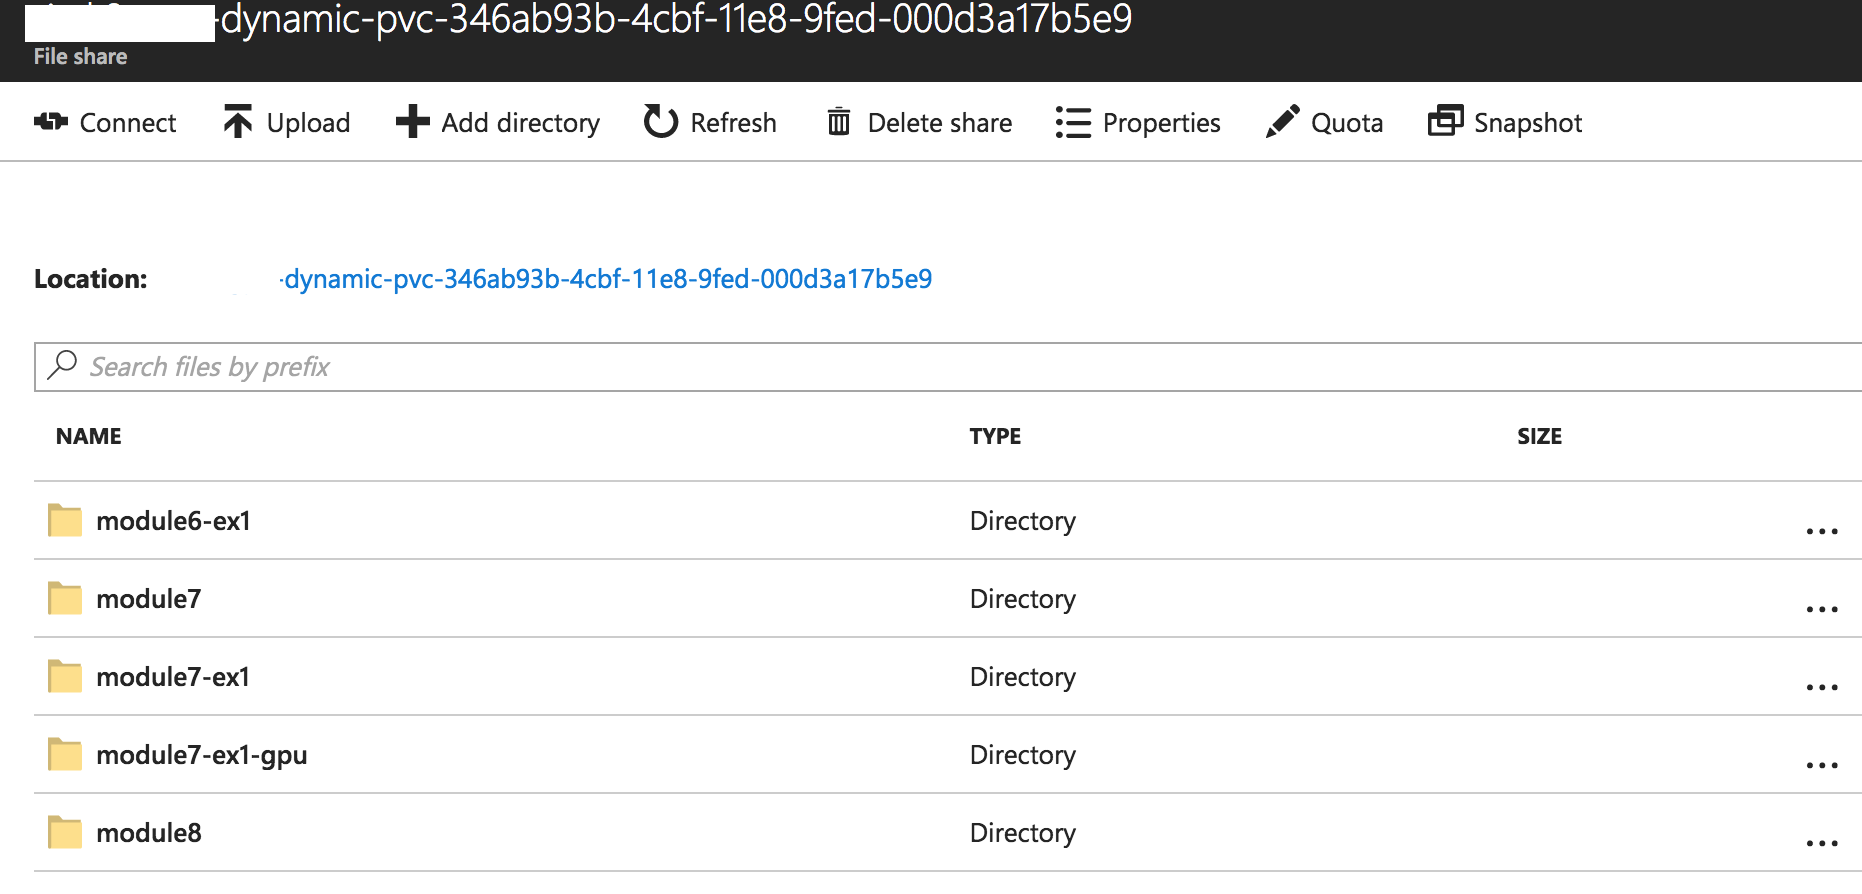 -dynamic-pvc-346ab93b-4cbf-11e8-9fed-000d3a17b5e9
File share
Connect Upload Add directory Refresh Delete share Properties Quota Snapshot
Location: -dynamic-pvc-346ab93b-4cbf-11e8-9fed-000d3a17b5e9
Search files by prefix
NAME TYPE SIZE
module6-ex1 Directory ...
module7 Directory ...
module7-ex1 Directory ...
module7-ex1-gpu Directory ...
module8 Directory ...